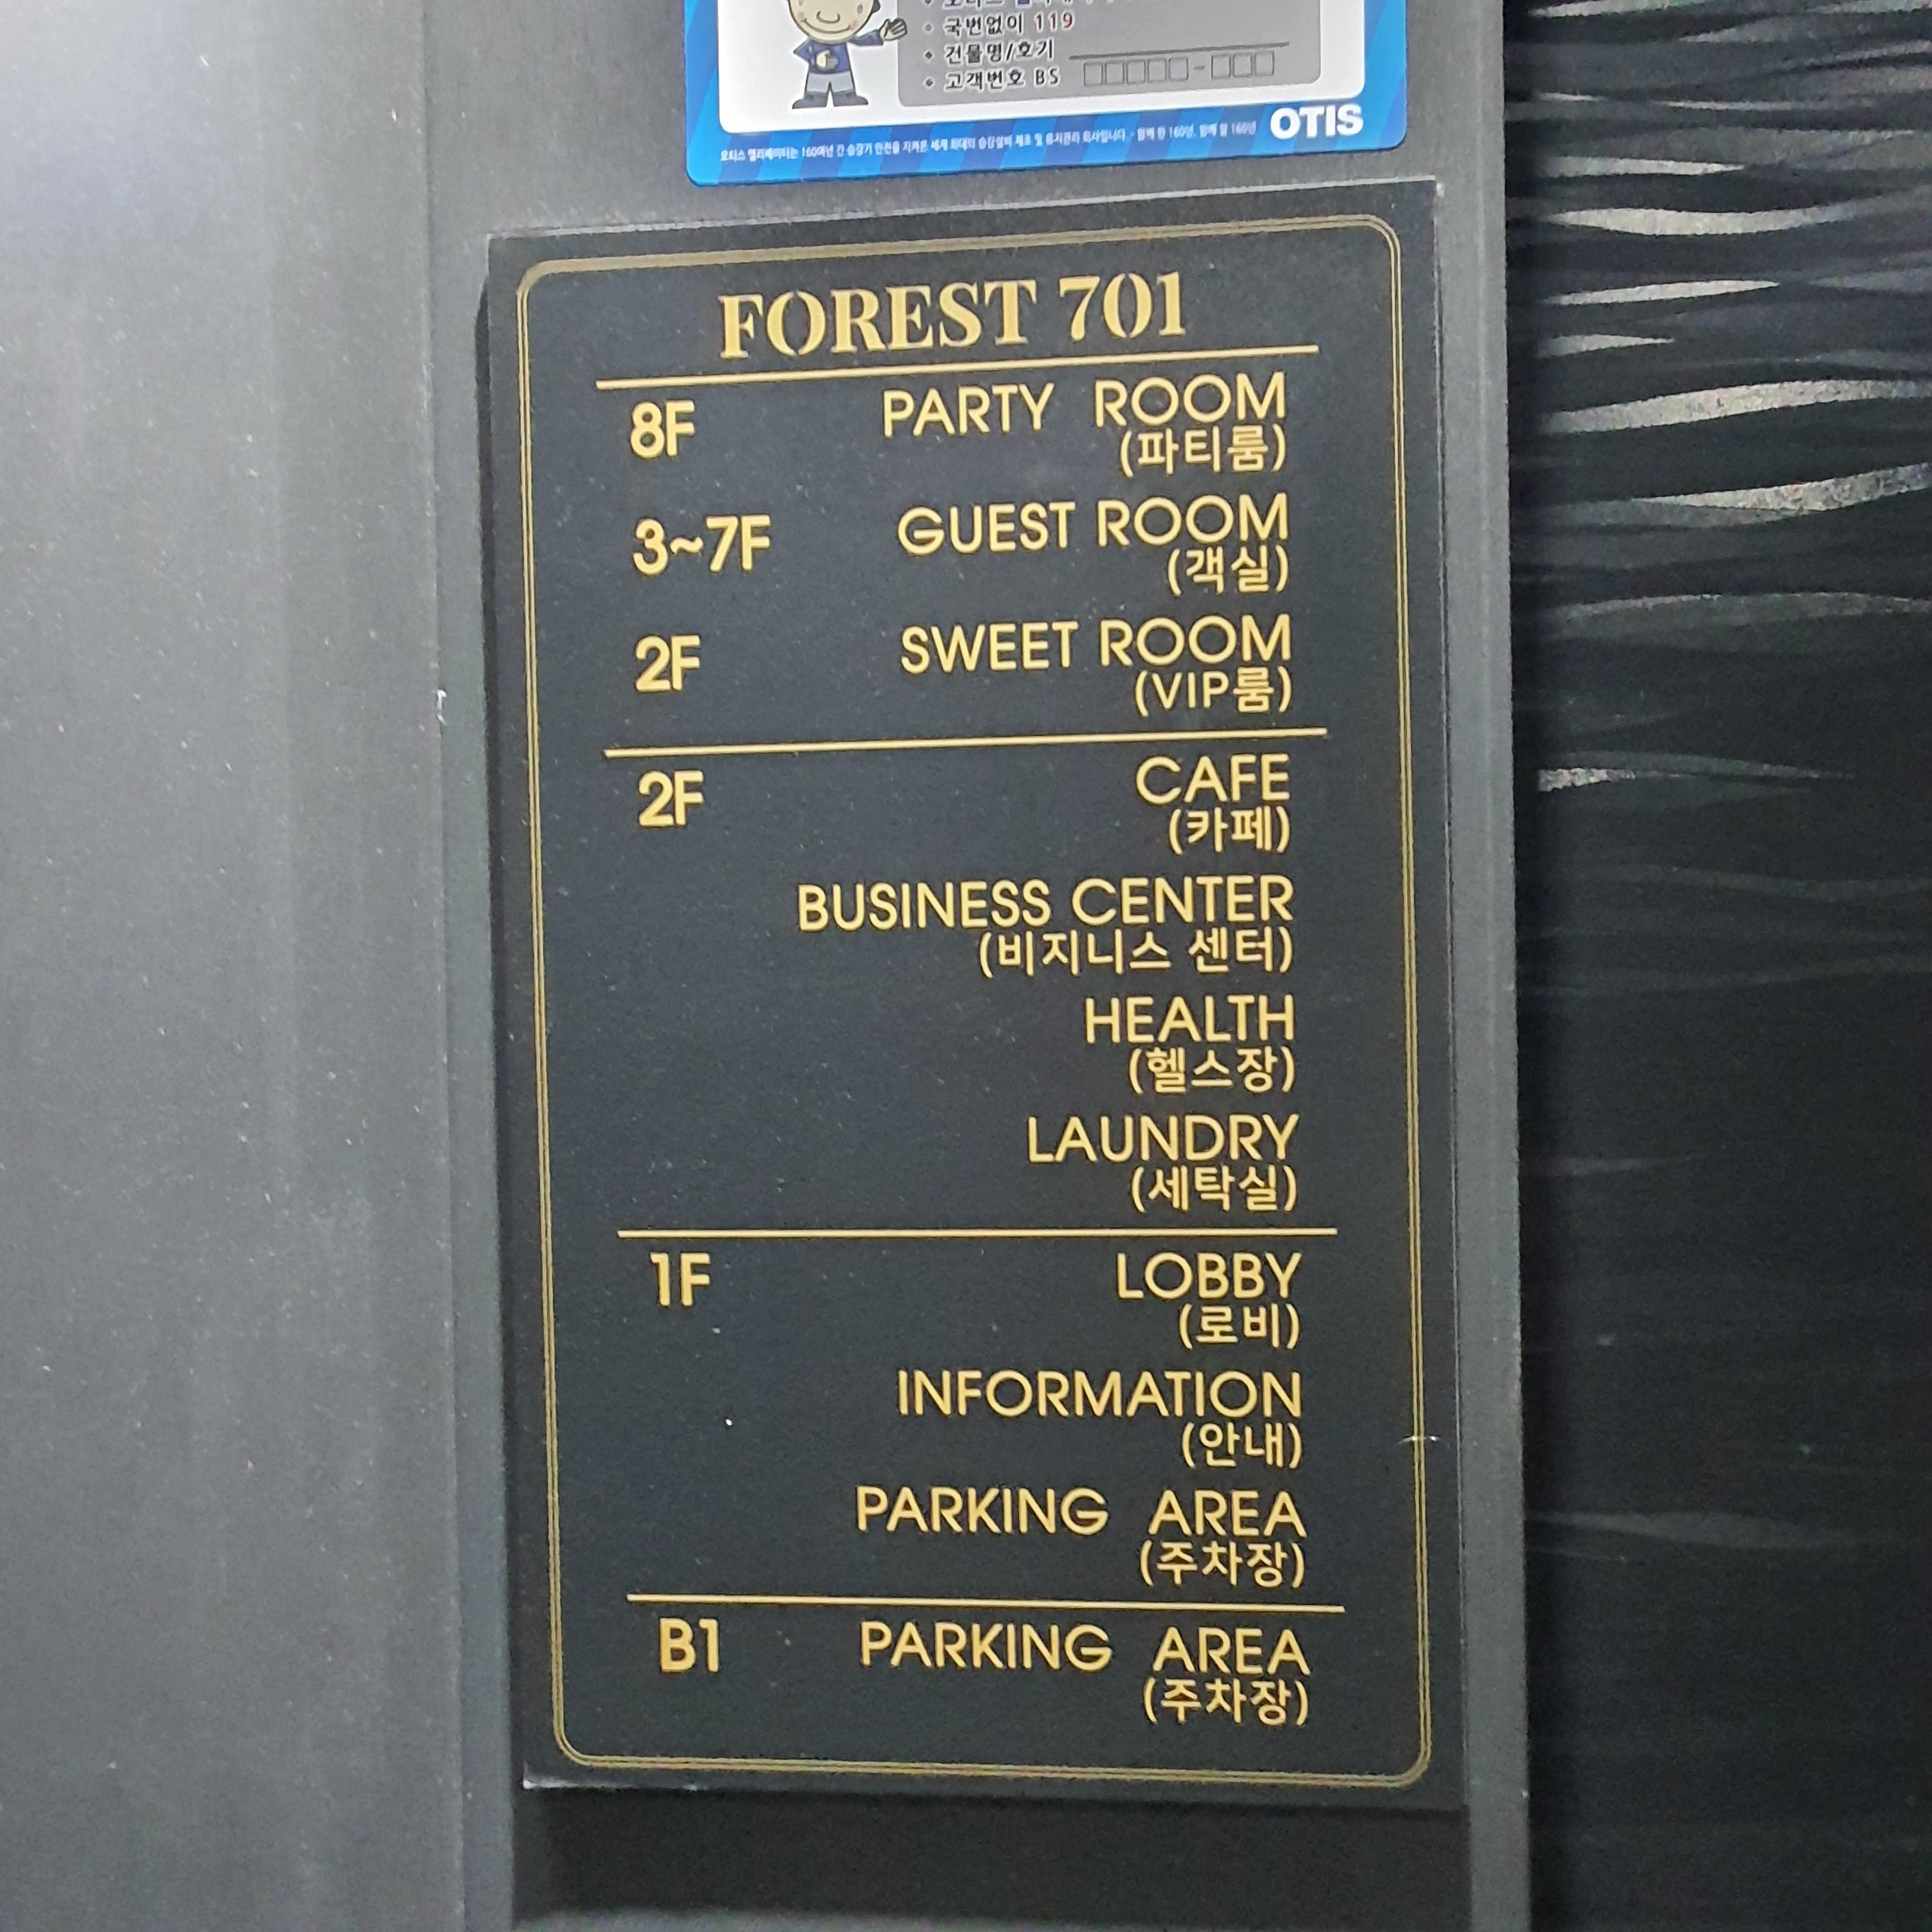 국번없이 119
건물명/호기
고객번호 BS
OTIS
FOREST 701
8F PARTY ROOM
(파티룸)
3~7F GUEST ROOM
(객실)
2F SWEET ROOM
(VIP룸)
2F CAFE
(카페)
BUSINESS CENTER
(비지니스 센터)
HEALTH
(헬스장)
LAUNDRY
(세탁실)
1F LOBBY
(로비)
INFORMATION
(안내)
PARKING AREA
(주차장)
B1 PARKING AREA
(주차장)